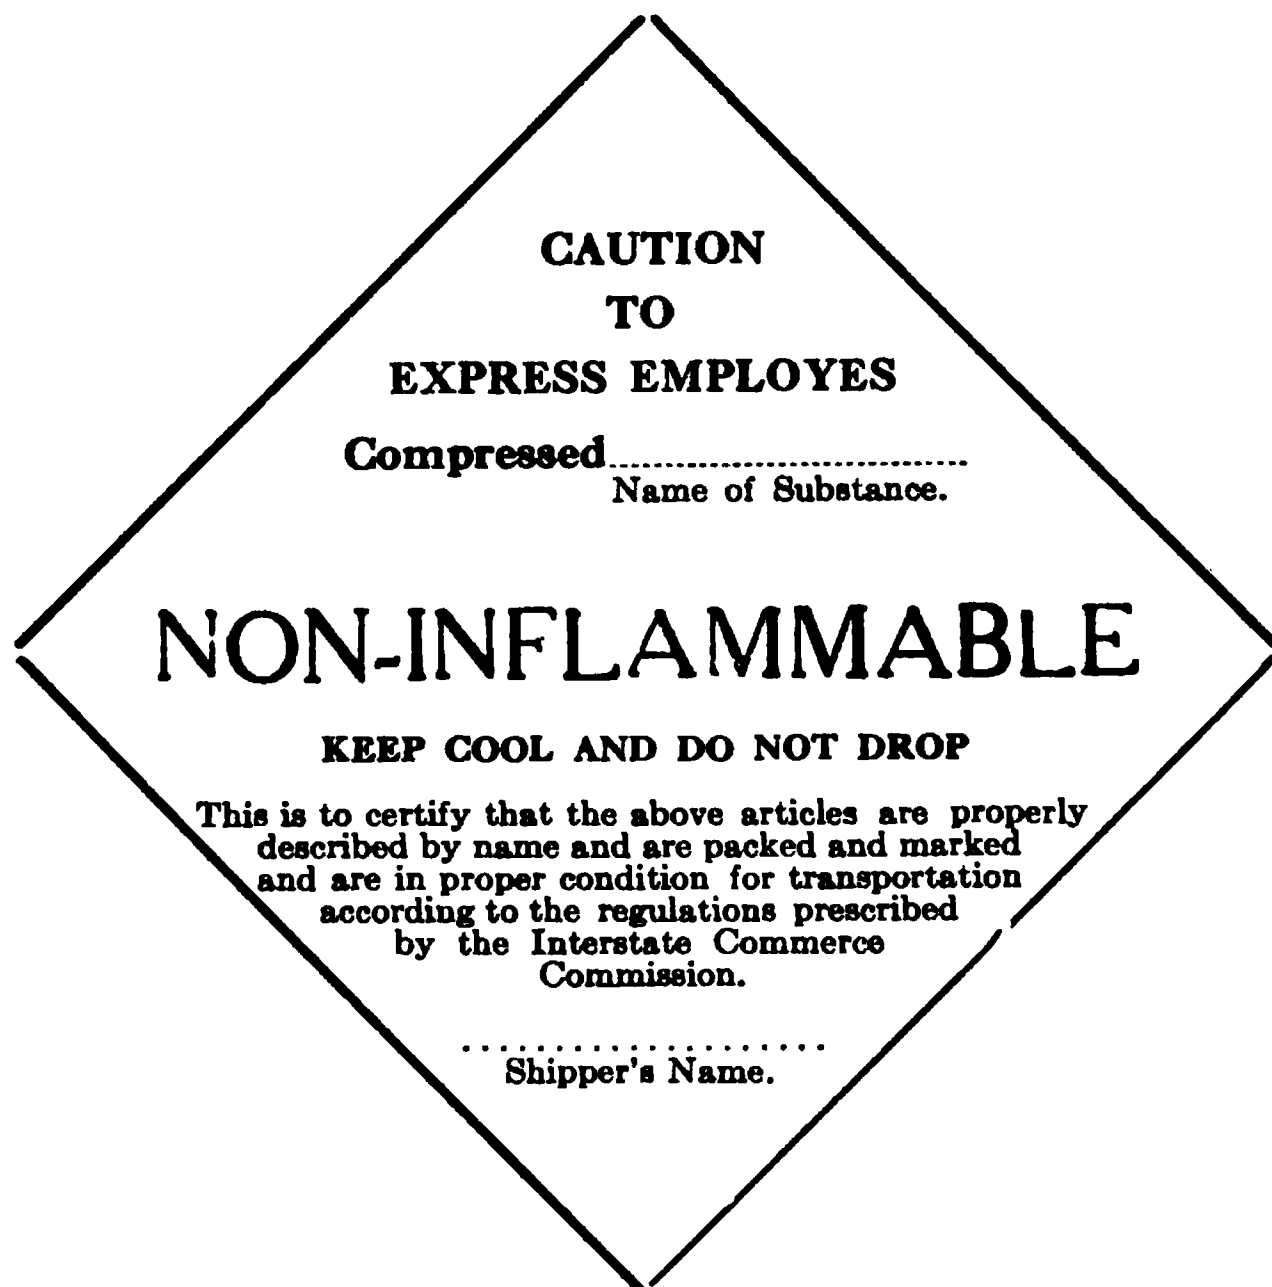 CAUTION
TO
EXPRESS EMPLOYES
Compressed..............................
Name of Substance.
NON-INFLAMMABLE
KEEP COOL AND DO NOT DROP
This is to certify that the above articles are properly
described by name and are packed and marked
and are in proper condition for transportation
according to the regulations prescribed
by the Interstate Commerce
Commission.
...................
Shipper's Name.